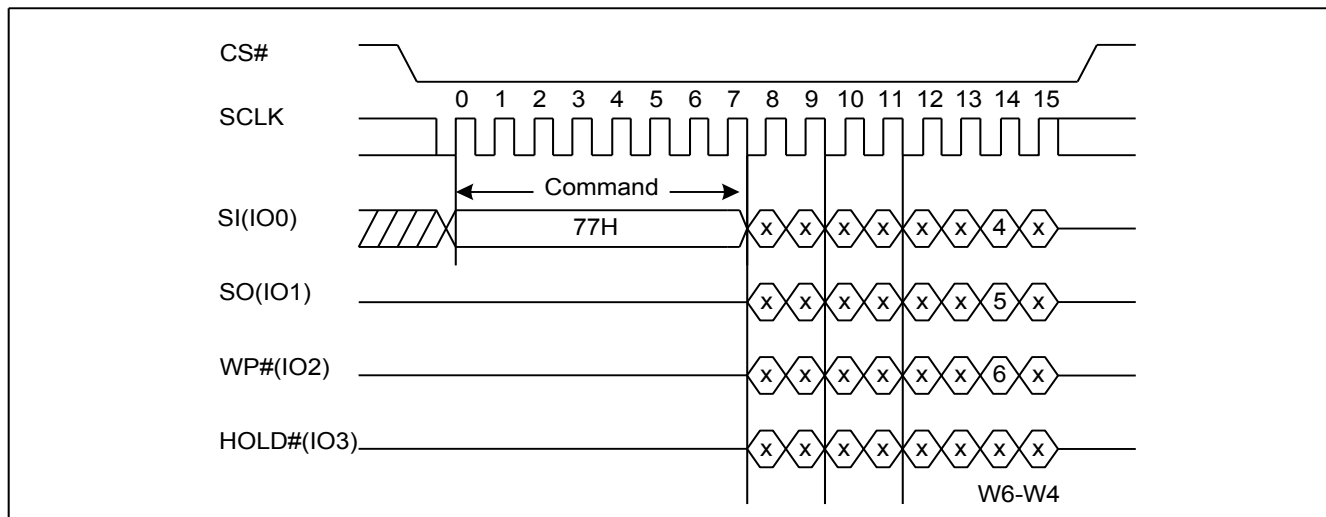 CS#
0 1 2 3 4 5 6 7 8 9 10 11 12 13 14 15
SCLK
Command
SI(IO0) 77H x x x x x x 4 x
SO(IO1) x x x x x x 5 x
WP#(IO2) x x x x x x 6 x
HOLD#(IO3) x x x x x x x x
W6-W4